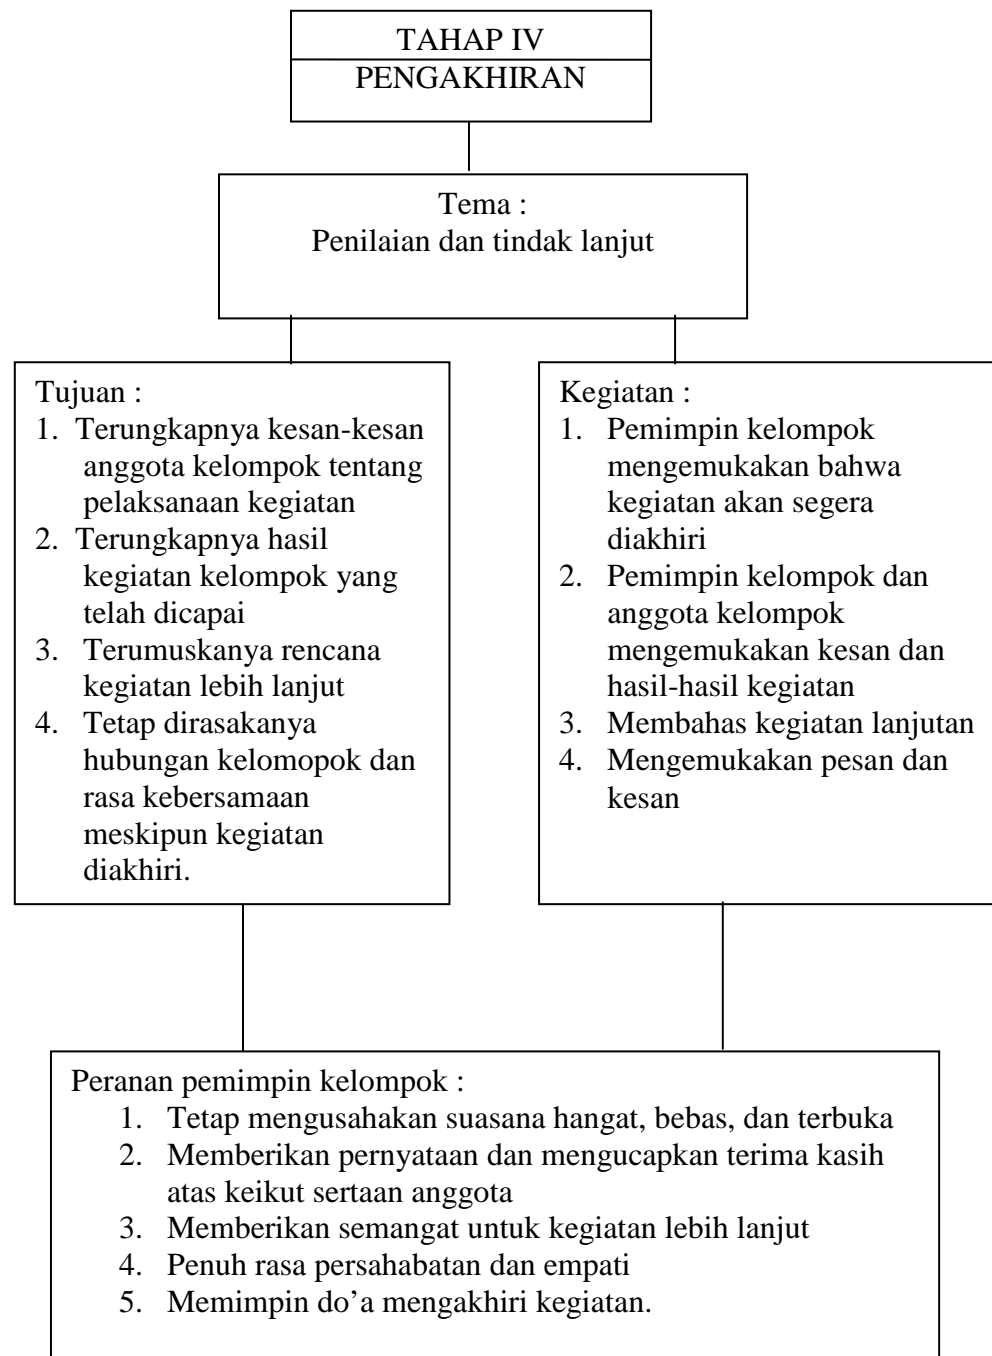 TAHAP IV
PENGAKHIRAN
Tema :
Penilaian dan tindak lanjut
Tujuan :
1. Terungkapnya kesan-kesan
anggota kelompok tentang
pelaksanaan kegiatan
2. Terungkapnya hasil
kegiatan kelompok yang
telah dicapai
3. Terumuskanya rencana
kegiatan lebih lanjut
4. Tetap dirasakanya
hubungan kelomopok dan
rasa kebersamaan
meskipun kegiatan
diakhiri.
Kegiatan :
1. Pemimpin kelompok
mengemukakan bahwa
kegiatan akan segera
diakhiri
2. Pemimpin kelompok dan
anggota kelompok
mengemukakan kesan dan
hasil-hasil kegiatan
3. Membahas kegiatan lanjutan
4. Mengemukakan pesan dan
kesan
Peranan pemimpin kelompok :
1. Tetap mengusahakan suasana hangat, bebas, dan terbuka
2. Memberikan pernyataan dan mengucapkan terima kasih
atas keikut sertaan anggota
3. Memberikan semangat untuk kegiatan lebih lanjut
4. Penuh rasa persahabatan dan empati
5. Memimpin do’a mengakhiri kegiatan.